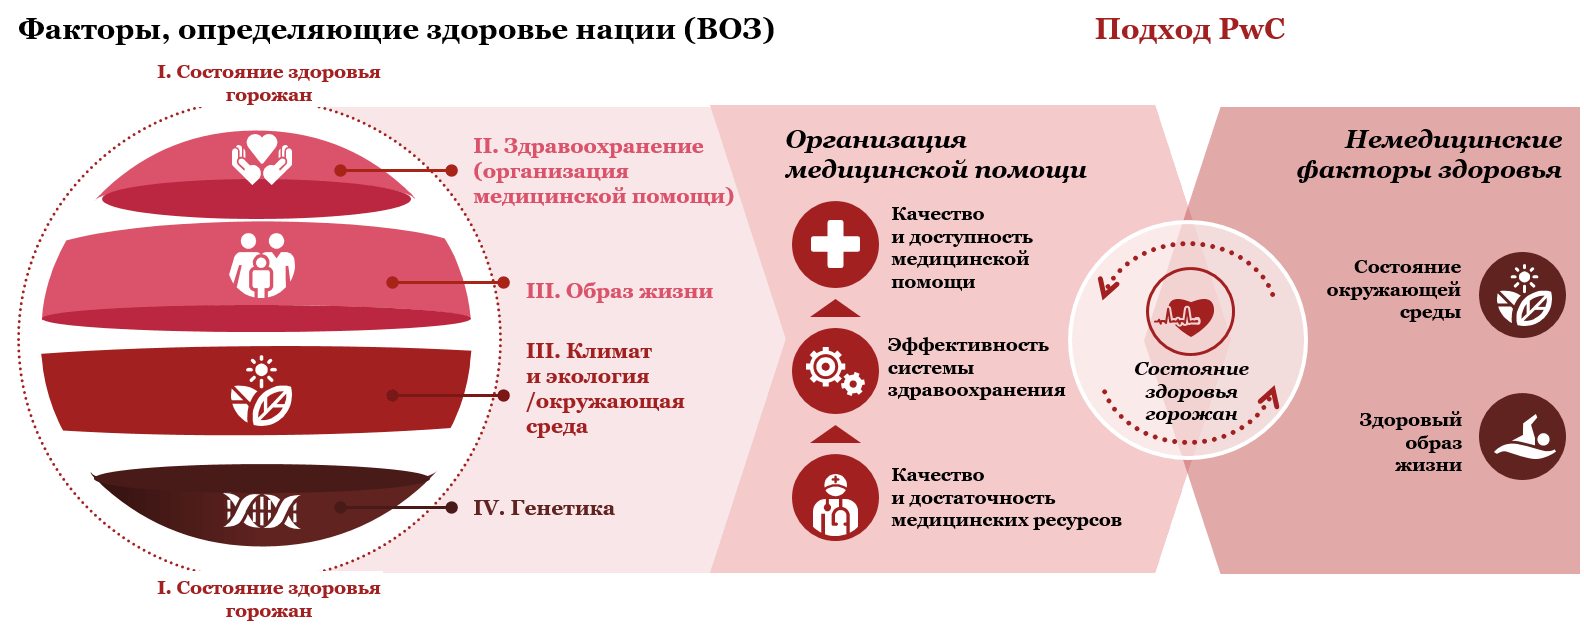 Факторы, определяющие здоровье нации (ВОЗ)
Подход PwC
I. Состояние здоровья
горожан
II. Здравоохранение
(организация
медицинской помощи)
III. Образ жизни
III. Климат
и экология
/окружающая
среда
IV. Генетика
I. Состояние здоровья
горожан
Организация
медицинской помощи
Качество
и доступность
медицинской
помощи
Эффективность
системы
здравоохранения
Качество
и достаточность
медицинских ресурсов
Состояние
здоровья
горожан
Немедицинские
факторы здоровья
Состояние
окружающей
среды
Здоровый
образ
жизни